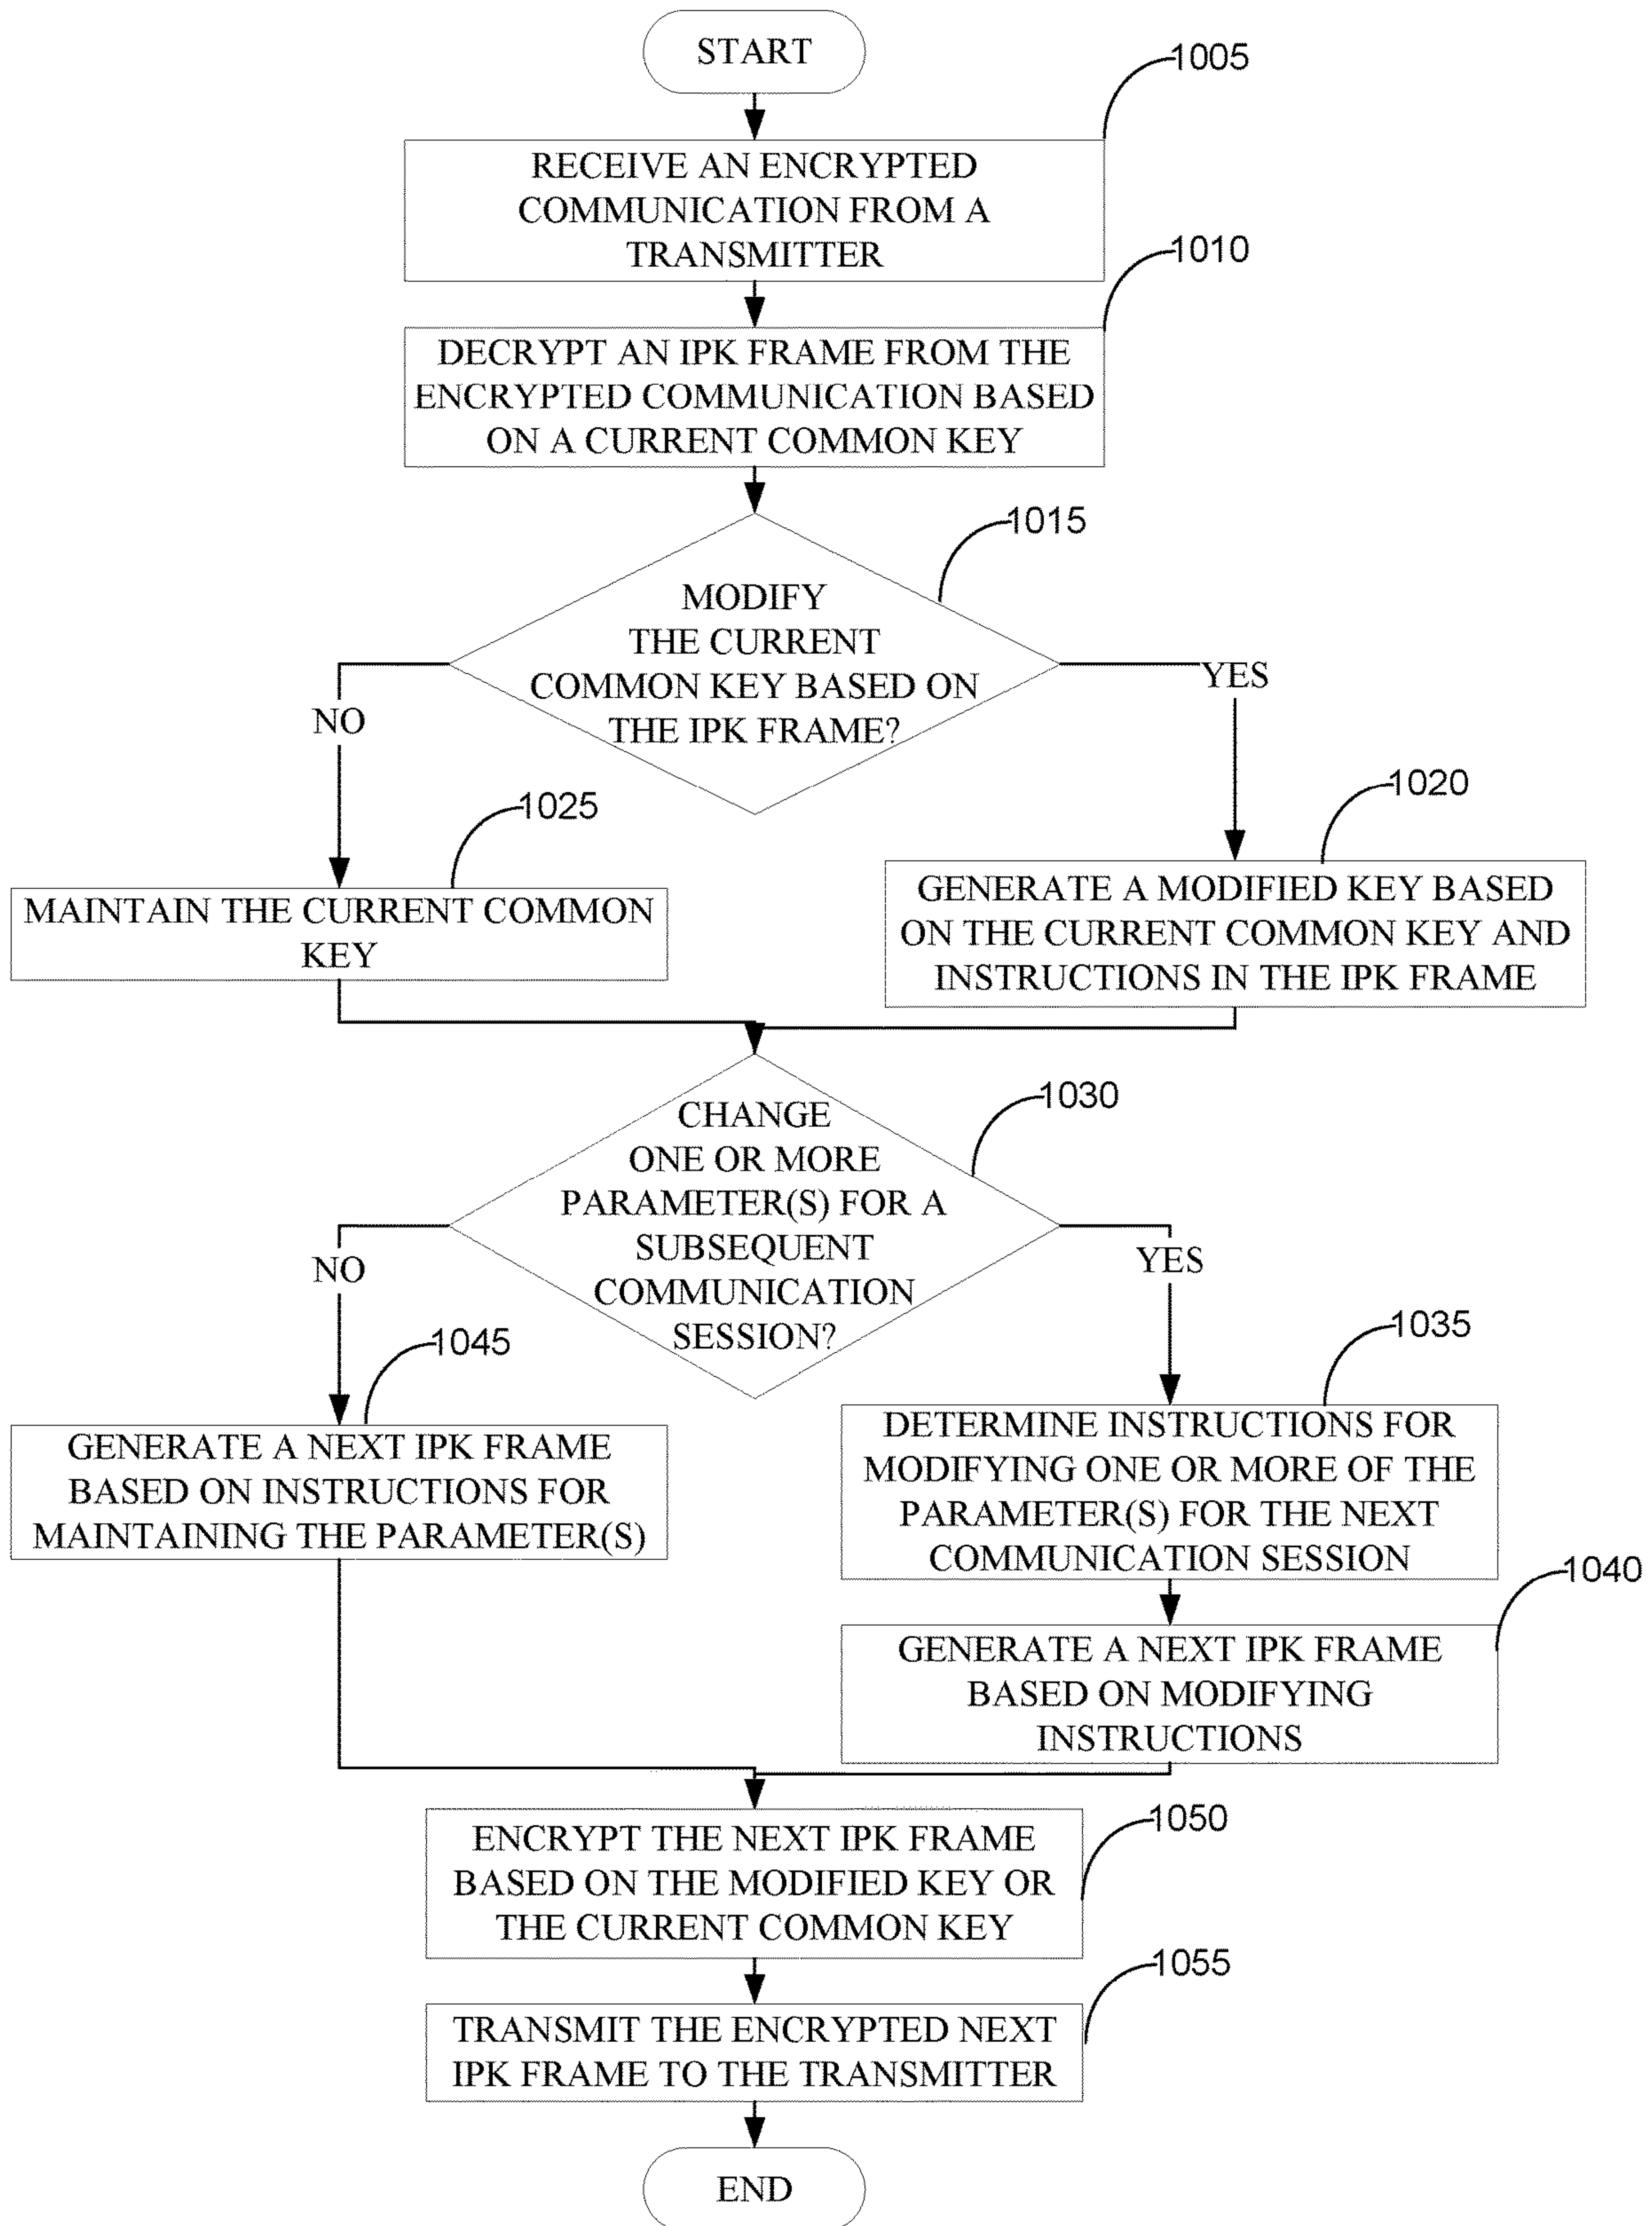 START
1005
RECEIVE AN ENCRYPTED
COMMUNICATION FROM A
TRANSMITTER
1010
DECRYPT AN IPK FRAME FROM THE
ENCRYPTED COMMUNICATION BASED
ON A CURRENT COMMON KEY
1015
MODIFY
THE CURRENT
COMMON KEY BASED ON
THE IPK FRAME?
NO
YES
1025
MAINTAIN THE CURRENT COMMON
KEY
1020
GENERATE A MODIFIED KEY BASED
ON THE CURRENT COMMON KEY AND
INSTRUCTIONS IN THE IPK FRAME
1030
CHANGE
ONE OR MORE
PARAMETER(S) FOR A
SUBSEQUENT
COMMUNICATION
SESSION?
NO
YES
1045
GENERATE A NEXT IPK FRAME
BASED ON INSTRUCTIONS FOR
MAINTAINING THE PARAMETER(S)
1035
DETERMINE INSTRUCTIONS FOR
MODIFYING ONE OR MORE OF THE
PARAMETER(S) FOR THE NEXT
COMMUNICATION SESSION
1040
GENERATE A NEXT IPK FRAME
BASED ON MODIFYING
INSTRUCTIONS
1050
ENCRYPT THE NEXT IPK FRAME
BASED ON THE MODIFIED KEY OR
THE CURRENT COMMON KEY
1055
TRANSMIT THE ENCRYPTED NEXT
IPK FRAME TO THE TRANSMITTER
END